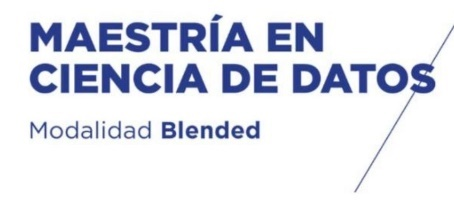 MAESTRÍA EN
CIENCIA DE DATOS
Modalidad Blended